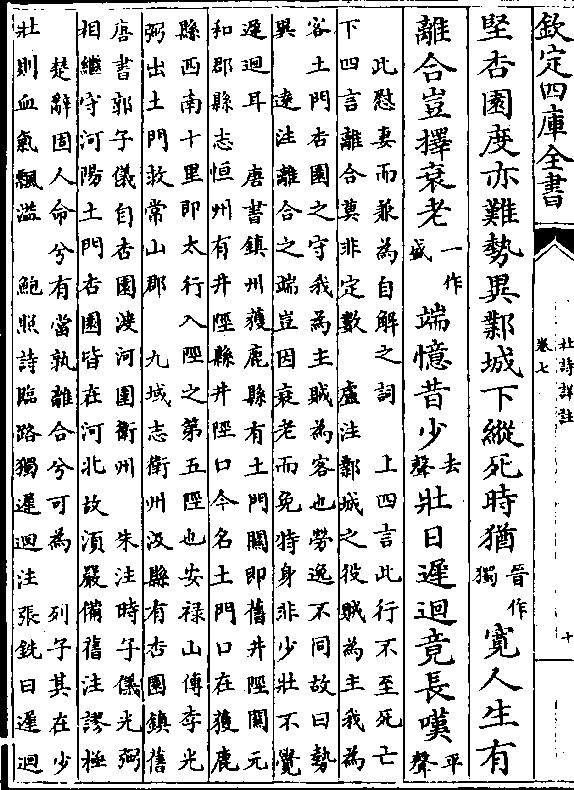 欽定四庫全書
杜詩詳註
卷七
十
堅杏園度亦難勢異鄴城下縱死時猶晉作獨寛人生有
離合豈擇衰老一作盛端憶昔少去聲壯日遲迴竟長嘆平聲
此慰妻而兼為自解之詞　上四言此行不至死亡
下四言離合莫非定數　盧注鄴城之役賊為主我為
客土門杏園之守我為主賊為客也勞逸不同故曰勢
異　遠注離合之端豈因衰老而免特身非少壯不覺
遲迴耳　唐書鎮州獲鹿縣有土門關即舊井陘關元
和郡縣志恒州有井陘縣井陘口今名土門口在獲鹿
縣西南十里即太行入陘之第五陘也安禄山傳李光
弼出土門救常山郡　九域志衛州汲縣有杏園鎮舊
唐書郭子儀自杏園渡河圍衛州　朱注時子儀光弼
相繼守河陽土門杏園皆在河北故湏嚴備舊注謬極
楚辭固人命兮有當孰離合兮可為　列子其在少
壯則血氣飄溢　鮑照詩臨路獨遲迴注張銑曰遲迴